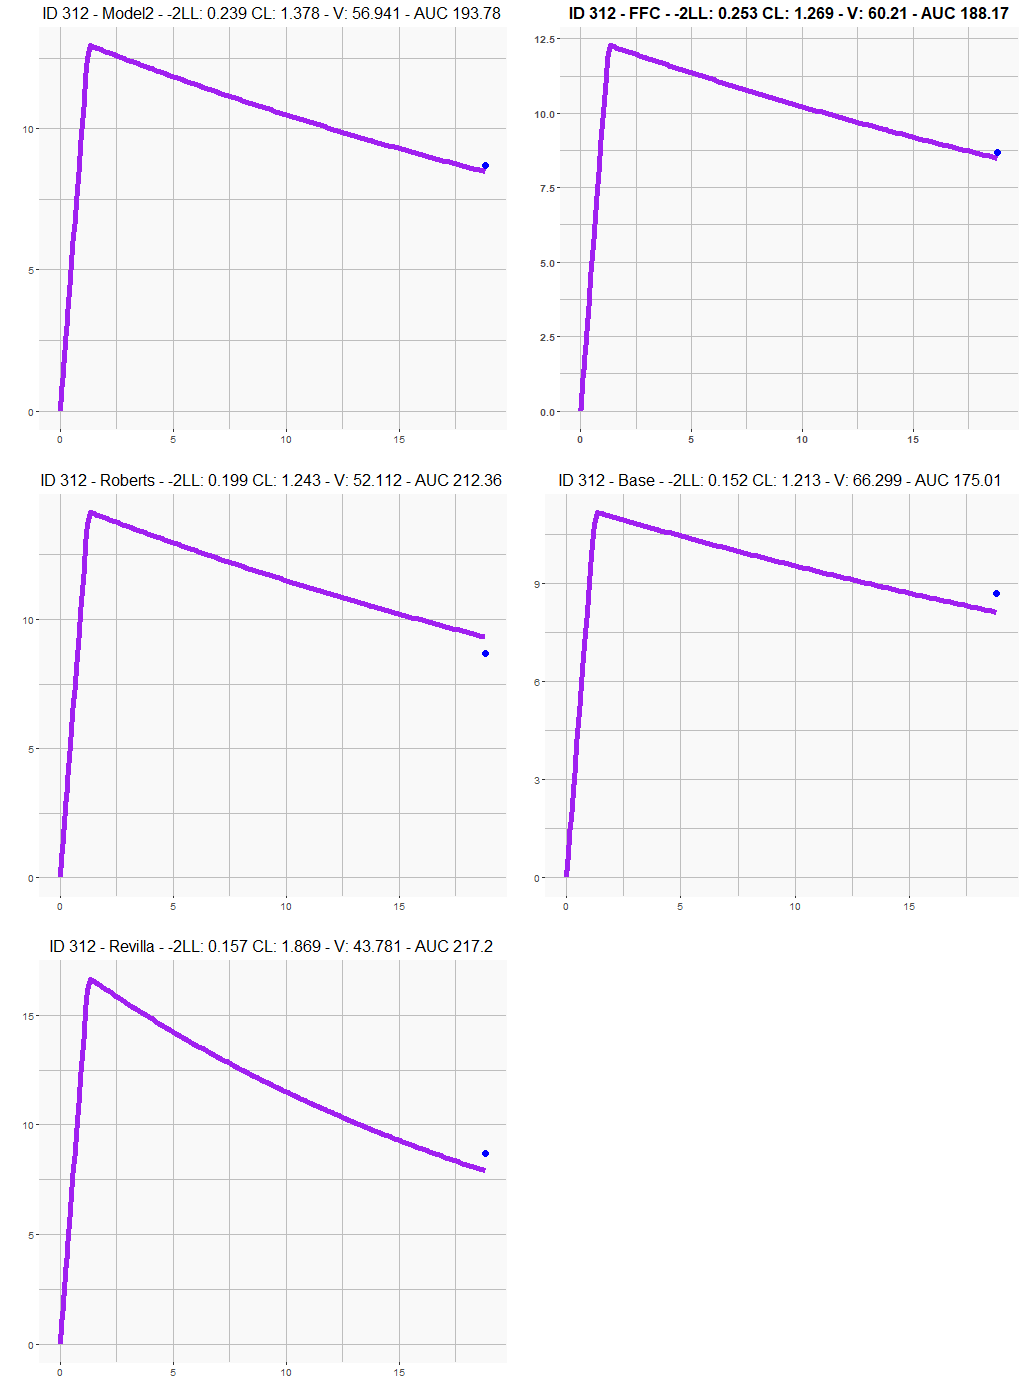 ID 312 - Model2 - -2LL: 0.239 CL: 1.378 - V: 56.941 - AUC 193.78
10
5
0
0 5 10 15
ID 312 - FFC - -2LL: 0.253 CL: 1.269 - V: 60.21 - AUC 188.17
12.5
10.0
7.5
5.0
2.5
0.0
0 5 10 15
ID 312 - Roberts - -2LL: 0.199 CL: 1.243 - V: 52.112 - AUC 212.36
10
5
0
0 5 10 15
ID 312 - Base - -2LL: 0.152 CL: 1.213 - V: 66.299 - AUC 175.01
9
6
3
0
0 5 10 15
ID 312 - Revilla - -2LL: 0.157 CL: 1.869 - V: 43.781 - AUC 217.2
15
10
5
0
0 5 10 15